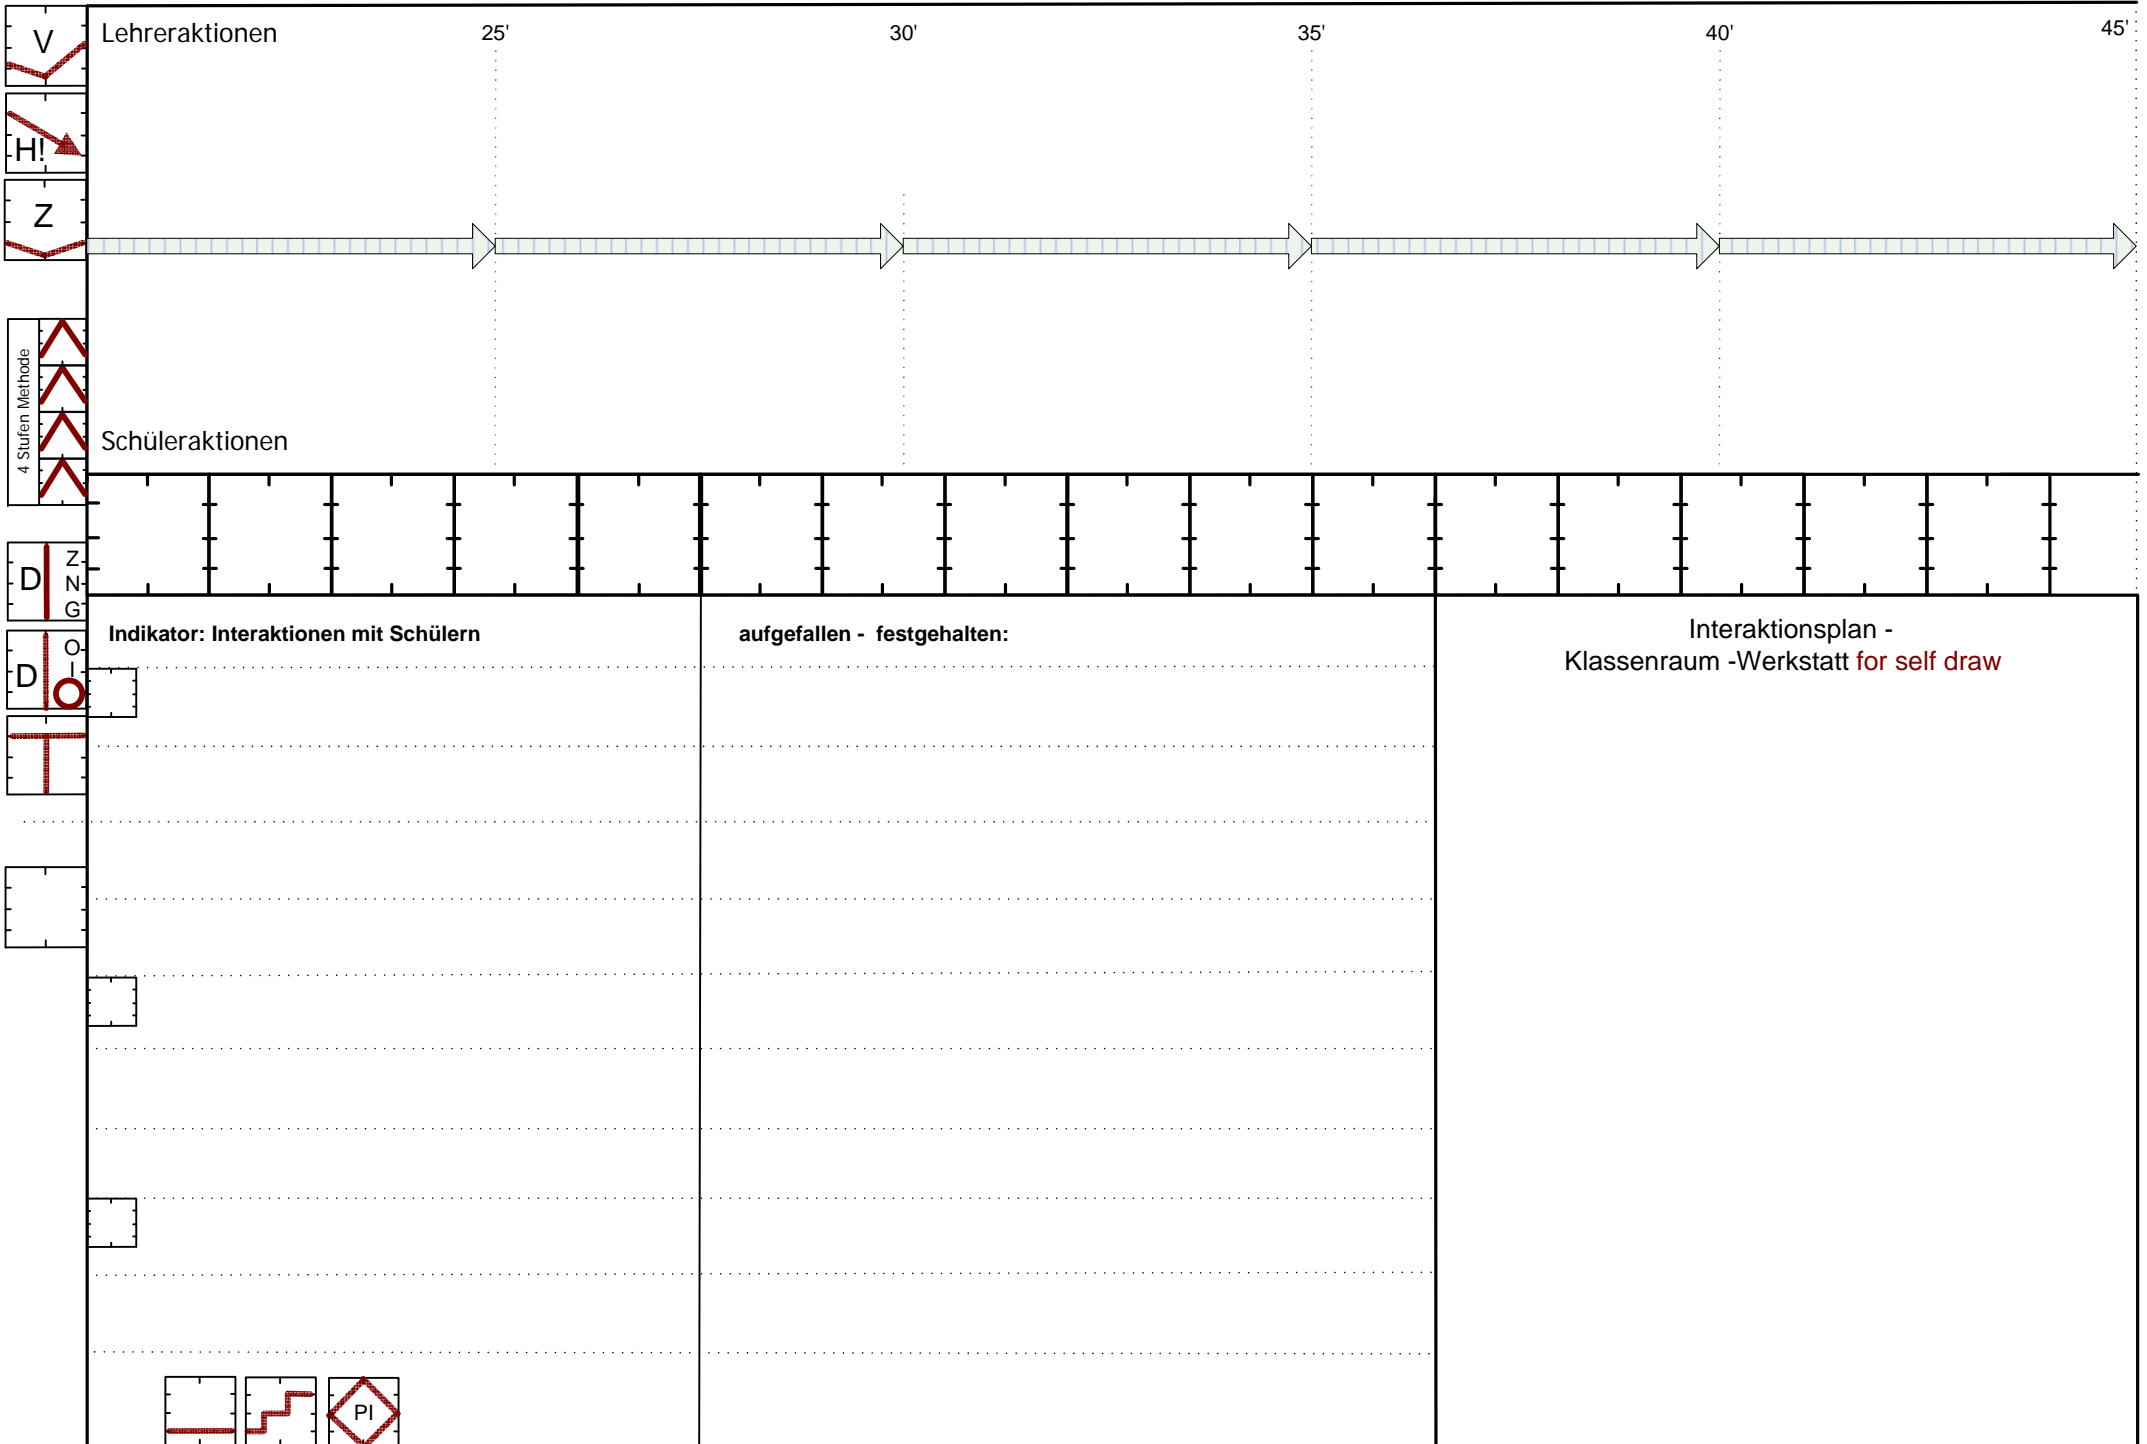 V
Lehreraktionen 25' 30' 35' 40' 45'
H!
Z
4 Stufen Methode
Schüleraktionen
D Z
N
G
Indikator: Interaktionen mit Schülern
aufgefallen - festgehalten:
Interaktionsplan -
Klassenraum -Werkstatt for self draw
D O
I
PI